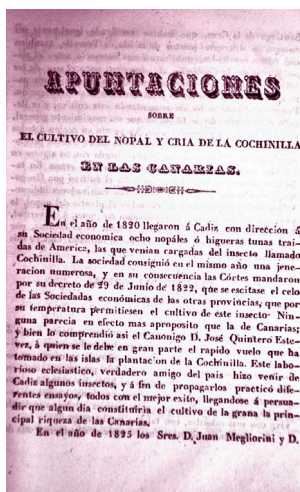 APUNTACIONES
SOBRE
EL CULTIVO DEL NOPAL Y CRIA DE LA COCHINILLA
EN LAS CANARIAS.
En el año de 1820 llegaron á Cadiz con direccion á
su Sociedad economica ocho nopáles ó higueras tunas traí-
das de America, las que venian cargadas del insecto llamado
Cochinilla. La sociedad consiguió en el mismo año una jene-
racion numerosa, y en su consecuencia las Córtes mandaron
por su decreto de 29 de Junio de 1822, que se escitase el celo
de las Sociedadas económicas de las otras provincias, que por
su temperatura permitiesen el cultivo de este insecto Nin-
guna parecia en efecto mas aproposito que la de Canarias;
y bien lo comprendió asi el Canonigo D. José Quintero Este-
vez, á quien se le debe en gran parte el rapido vuelo que ha
tomado en las islas la plantacion de la Cochinilla. Este labo-
rioso eclesiastico, verdadero amigo del pais hizo venir de
Cadiz algunos insectos, y á fin de propagarlos practicó dife-
rentes ensayos, todos con el mejor exito, llegandose á persua-
dir que algun dia constituiria el cultivo de la grana la prin-
cipal riqueza de las Canarias.
En el año de 1825 los Sres. D. Juan Megliorini y D.